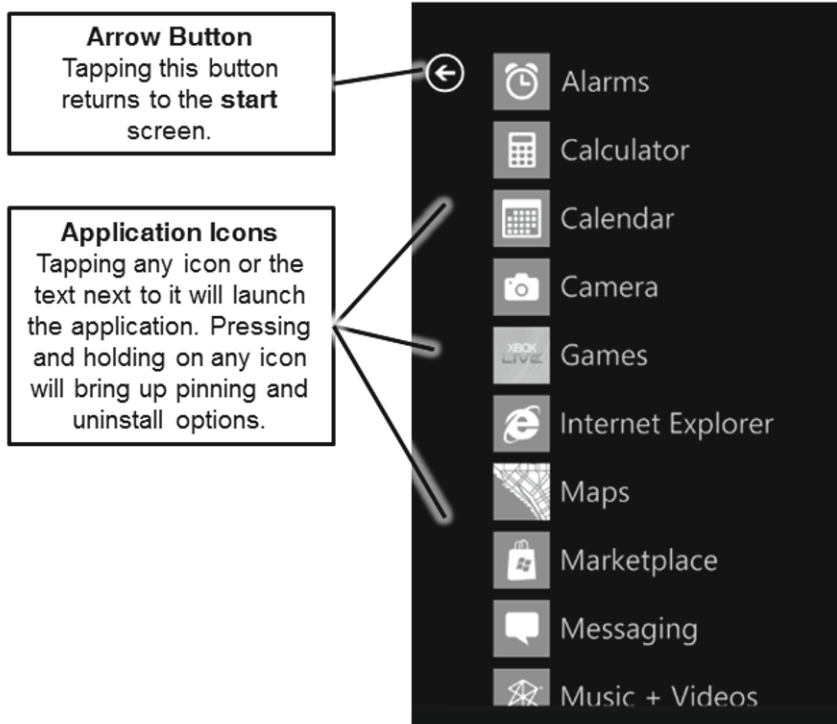 Arrow Button
Tapping this button
returns to the start
screen.
Application Icons
Tapping any icon or the
text next to it will launch
the application. Pressing
and holding on any icon
will bring up pinning and
uninstall options.
Alarms
Calculator
Calendar
Camera
XBOX
LIVE
Games
Internet Explorer
Maps
Marketplace
Messaging
Music + Videos